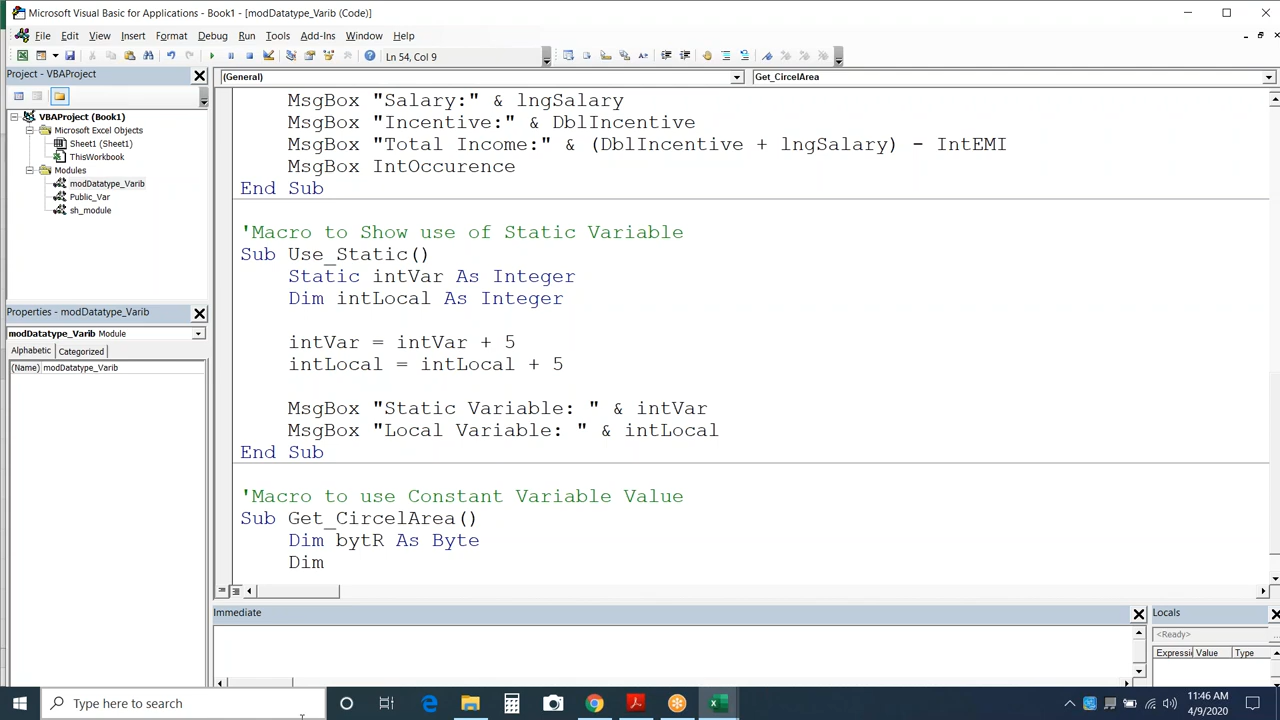 Microsoft Visual Basic for Applications - Book1 - [modDatatype_Varib (Code)]
File Edit View Insert Format Debug Run Tools Add-Ins Window Help
Ln 54, Col 9
Project - VBAProject
(General)
Get_CircelArea
VBAProject (Book1)
Microsoft Excel Objects
Sheet1 (Sheet1)
ThisWorkbook
Modules
modDatatype_Varib
Public_Var
sh_module
Properties - modDatatype_Varib
modDatatype_Varib Module
Alphabetic Categorized
(Name) modDatatype_Varib
MsgBox "Salary:" & lngSalary
MsgBox "Incentive:" & DblIncentive
MsgBox "Total Income:" & (DblIncentive + lngSalary) - IntEMI
MsgBox IntOccurence
End Sub
'Macro to Show use of Static Variable
Sub Use_Static()
Static intVar As Integer
Dim intLocal As Integer
intVar = intVar + 5
intLocal = intLocal + 5
MsgBox "Static Variable: " & intVar
MsgBox "Local Variable: " & intLocal
End Sub
'Macro to use Constant Variable Value
Sub Get_CircelArea()
Dim bytR As Byte
Dim
Immediate
Locals
<Ready>
Expressi Value Type
Type here to search
11:46 AM
4/9/2020